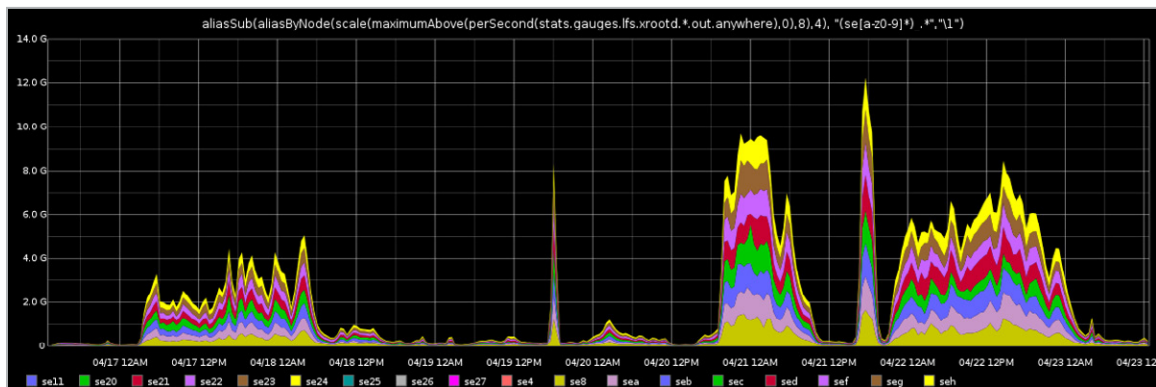 aliasSub(aliasByNode(scale(maximumAbove(perSecond(stats.gauges.lfs.xrootd.*.out.anywhere),0),8),4), "(se[a-z0-9]*) .*","\1")
14.0 G
12.0 G
10.0 G
8.0 G
6.0 G
4.0 G
2.0 G
0
04/17 12AM 04/17 12PM 04/18 12AM 04/18 12PM 04/19 12AM 04/19 12PM 04/20 12AM 04/20 12PM 04/21 12AM 04/21 12PM 04/22 12AM 04/22 12PM 04/23 12AM 04/23 12
se11 se20 se21 se22 se23 se24 se25 se26 se27 se4 se8 sea seb sec sed sef seg seh